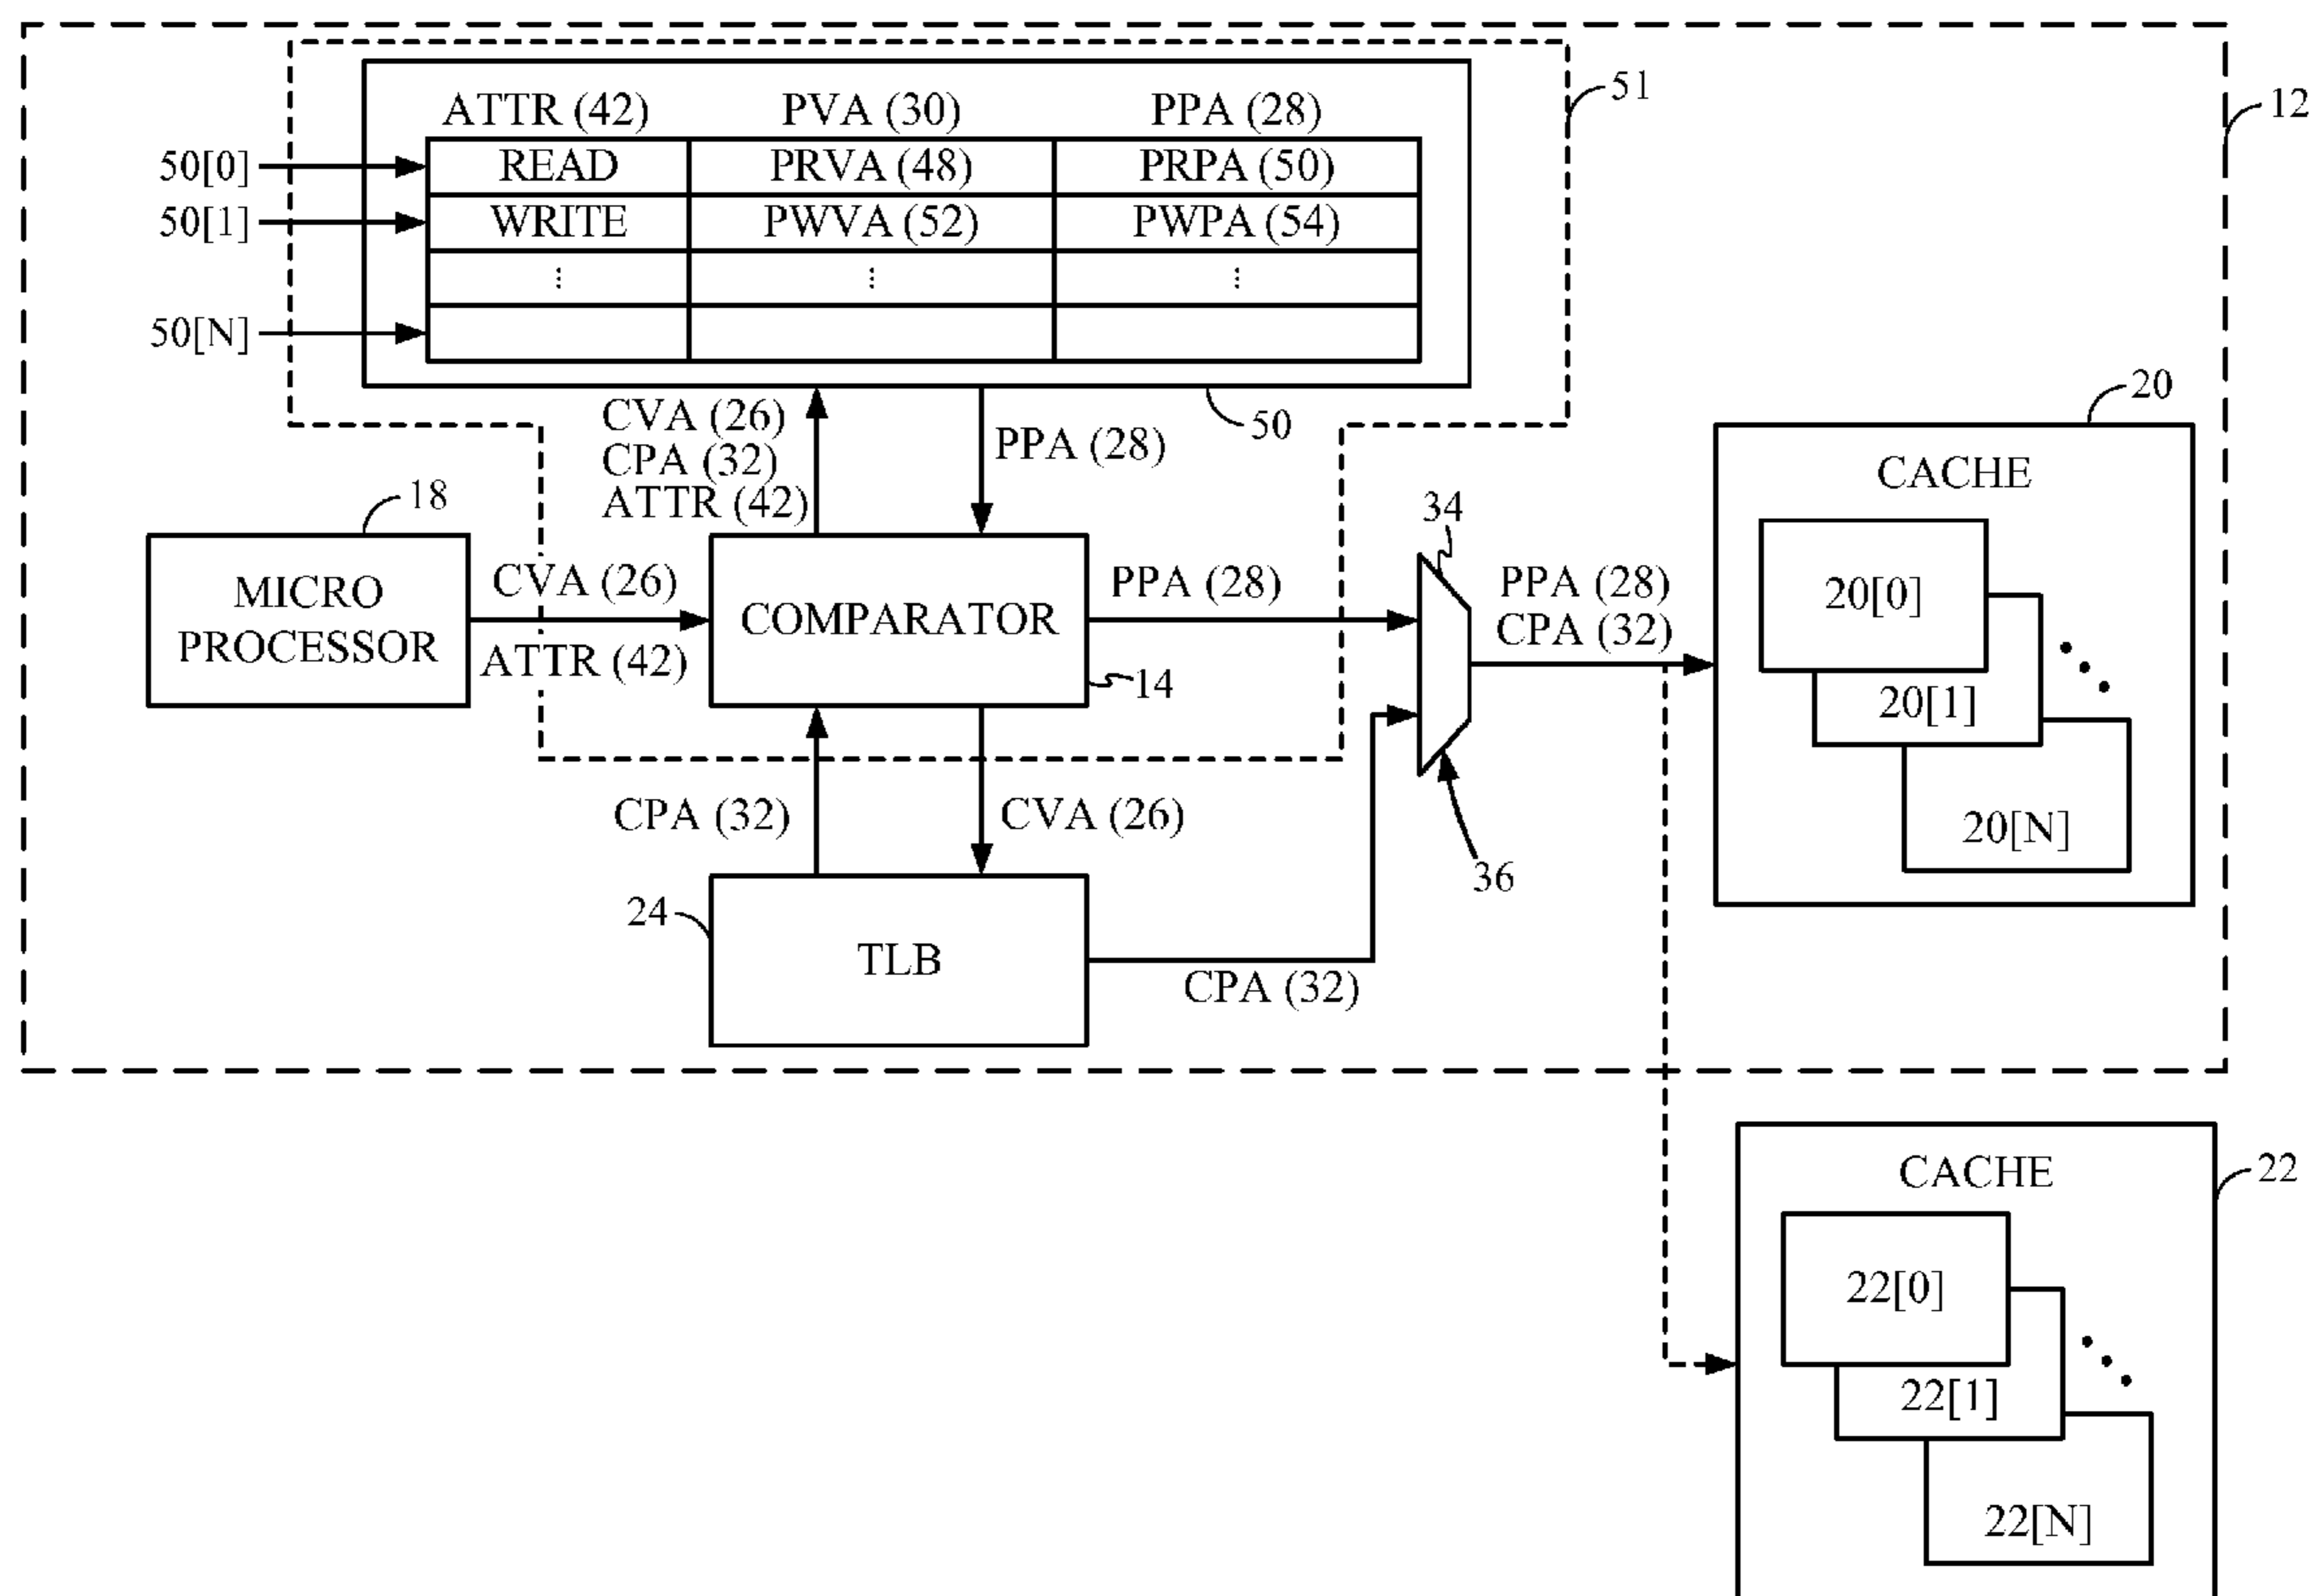 51
12
ATTR (42) PVA (30) PPA (28)
50[0] READ PRVA (48) PRPA (50)
50[1] WRITE PWVA (52) PWPA (54)
⋮ ⋮ ⋮
50[N]
50
CVA (26)
CPA (32)
ATTR (42)
PPA (28)
20
CACHE
20[0]
20[1]
20[N]
18
MICRO
PROCESSOR
CVA (26)
ATTR (42)
COMPARATOR
14
PPA (28)
34
36
PPA (28)
CPA (32)
CPA (32)
CVA (26)
24
TLB
CPA (32)
22
CACHE
22[0]
22[1]
22[N]